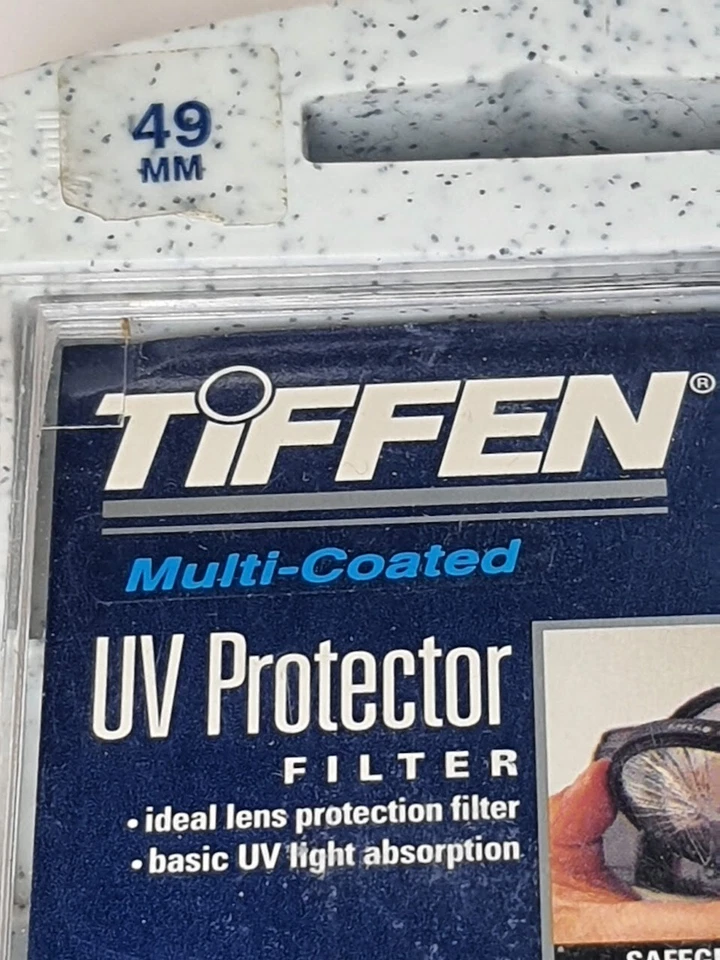 49
MM
TiFFEN®
Multi-Coated
UV Protector
FILTER
• ideal lens protection filter
• basic UV light absorption